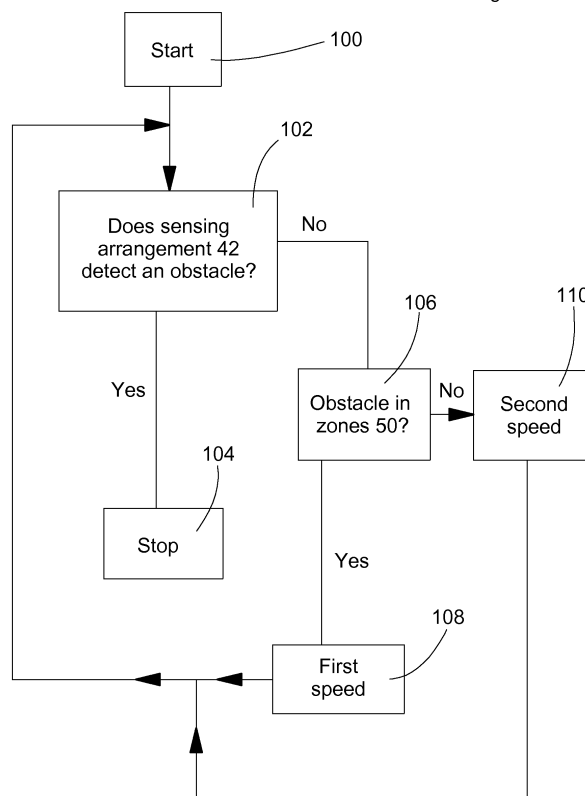 Start
100
102
Does sensing
arrangement 42
detect an obstacle?
No
110
106
Yes
Obstacle in
zones 50?
No
Second
speed
104
Stop
Yes
108
First
speed